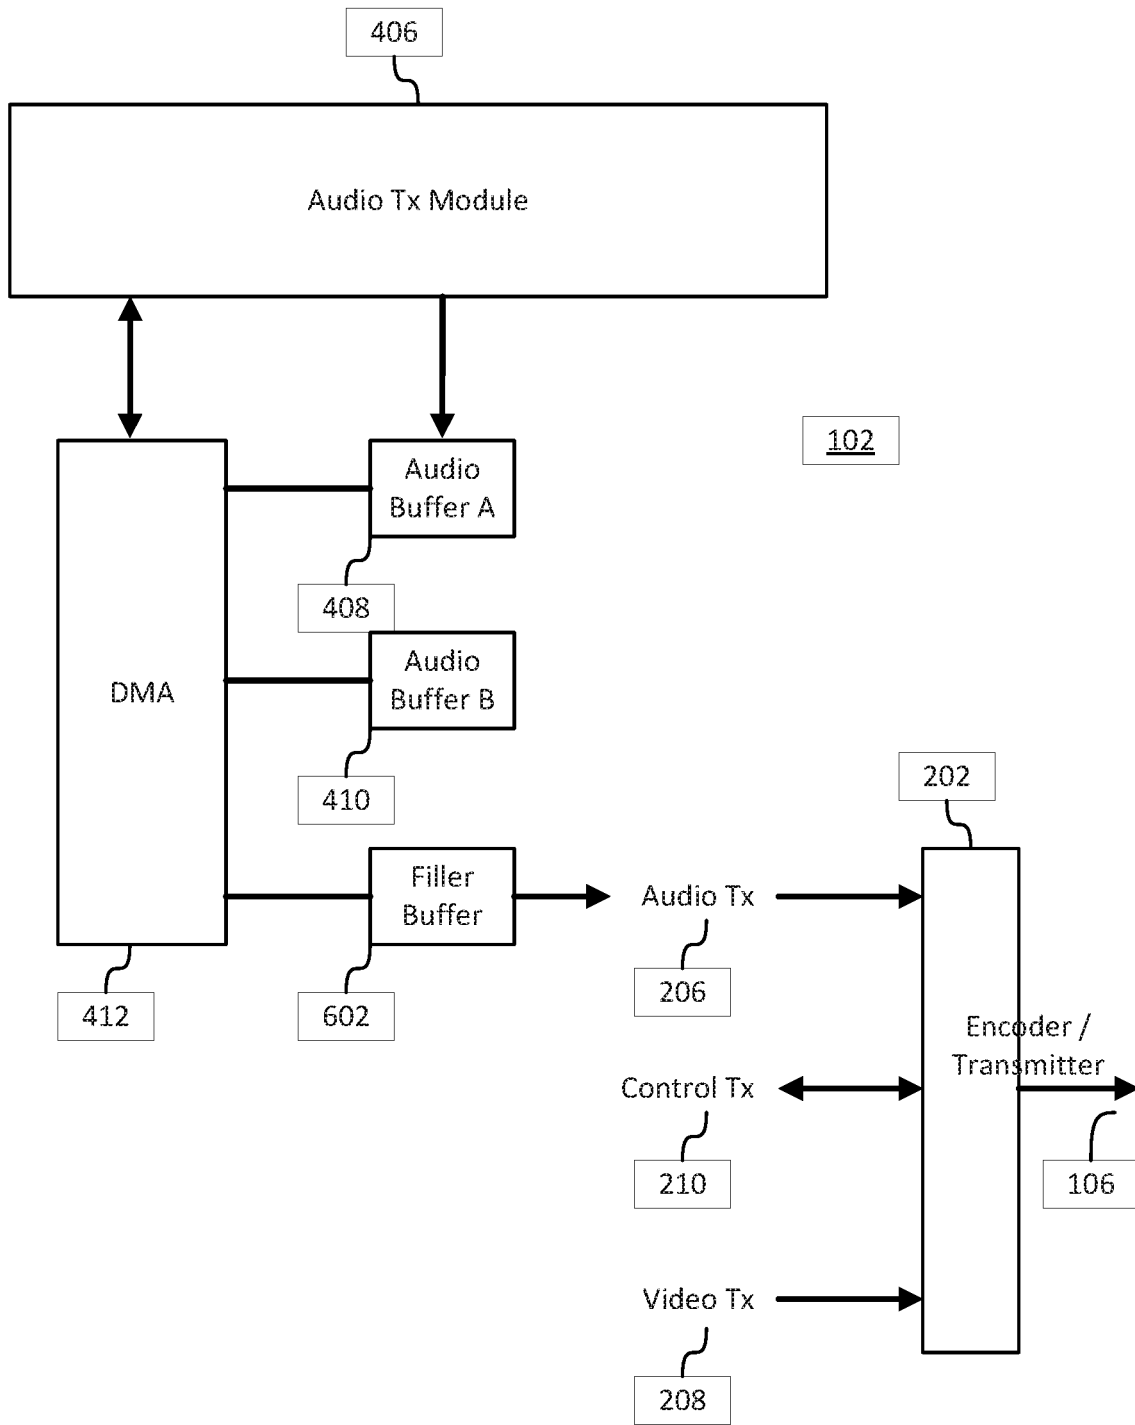 406
Audio Tx Module
102
Audio
Buffer A
408
DMA
Audio
Buffer B
410
202
Filler
Buffer
Audio Tx
412
602
206
Encoder /
Transmitter
Control Tx
210
106
Video Tx
208